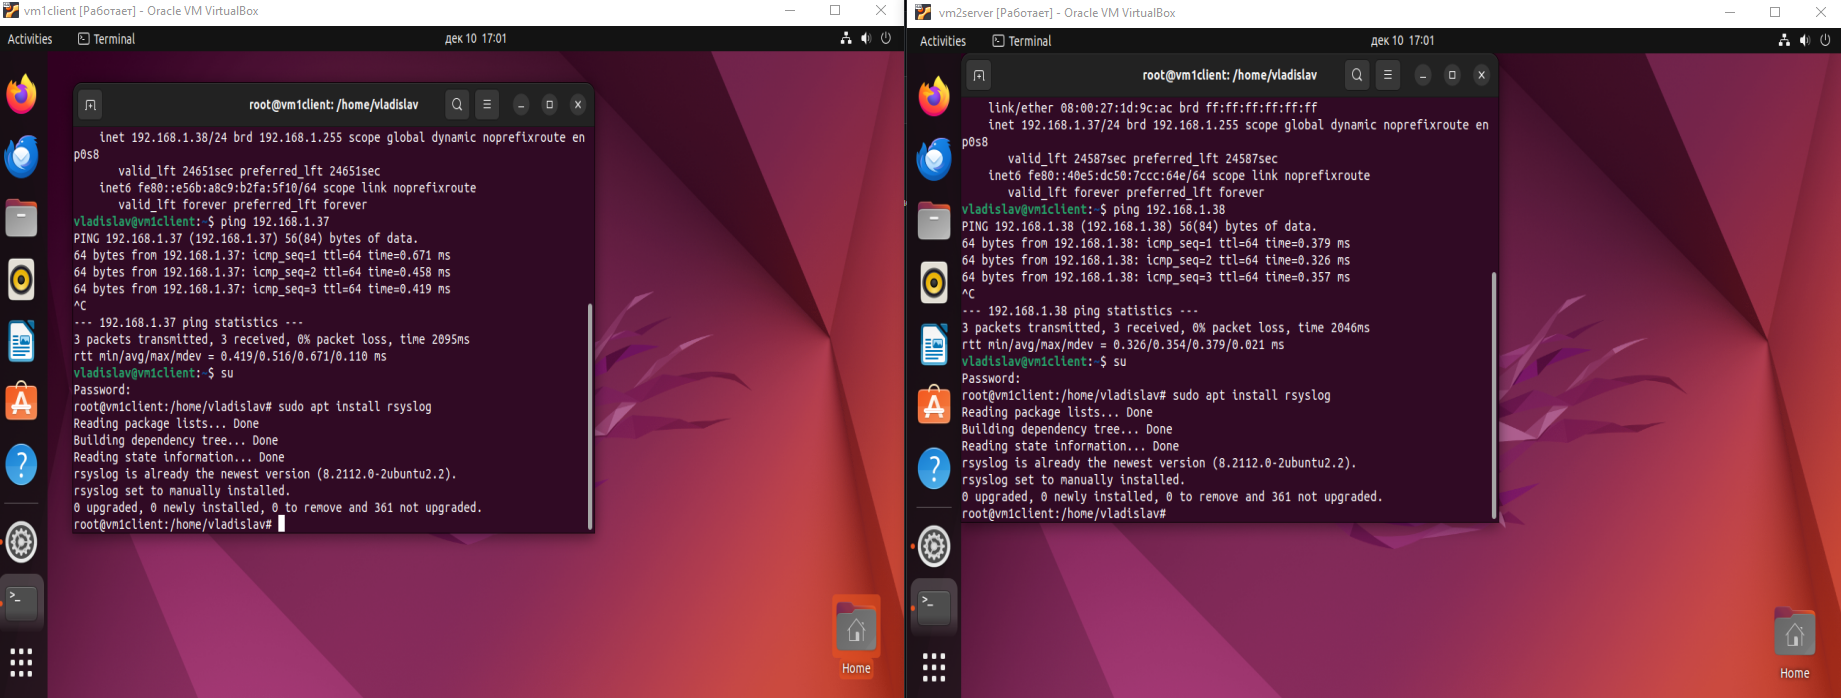 vm1client [Работает] - Oracle VM VirtualBox
Activities
Terminal
дек 10 17:01
root@vm1client: /home/vladislav
inet 192.168.1.38/24 brd 192.168.1.255 scope global dynamic noprefixroute en
p0s8
valid_lft 24651sec preferred_lft 24651sec
inet6 fe80::e56b:a8c9:b2fa:5f10/64 scope link noprefixroute
valid_lft forever preferred_lft forever
vladislav@vm1client:~$ ping 192.168.1.37
PING 192.168.1.37 (192.168.1.37) 56(84) bytes of data.
64 bytes from 192.168.1.37: icmp_seq=1 ttl=64 time=0.671 ms
64 bytes from 192.168.1.37: icmp_seq=2 ttl=64 time=0.458 ms
64 bytes from 192.168.1.37: icmp_seq=3 ttl=64 time=0.419 ms
^C
--- 192.168.1.37 ping statistics ---
3 packets transmitted, 3 received, 0% packet loss, time 2095ms
rtt min/avg/max/mdev = 0.419/0.516/0.671/0.110 ms
vladislav@vm1client:~$ su
Password:
root@vm1client:/home/vladislav# sudo apt install rsyslog
Reading package lists... Done
Building dependency tree... Done
Reading state information... Done
rsyslog is already the newest version (8.2112.0-2ubuntu2.2).
rsyslog set to manually installed.
0 upgraded, 0 newly installed, 0 to remove and 361 not upgraded.
root@vm1client:/home/vladislav#
Home
vm2server [Работает] - Oracle VM VirtualBox
Activities
Terminal
дек 10 17:01
root@vm1client: /home/vladislav
link/ether 08:00:27:1d:9c:ac brd ff:ff:ff:ff:ff:ff
inet 192.168.1.37/24 brd 192.168.1.255 scope global dynamic noprefixroute en
p0s8
valid_lft 24587sec preferred_lft 24587sec
inet6 fe80::40e5:dc50:7ccc:64e/64 scope link noprefixroute
valid_lft forever preferred_lft forever
vladislav@vm1client:~$ ping 192.168.1.38
PING 192.168.1.38 (192.168.1.38) 56(84) bytes of data.
64 bytes from 192.168.1.38: icmp_seq=1 ttl=64 time=0.379 ms
64 bytes from 192.168.1.38: icmp_seq=2 ttl=64 time=0.326 ms
64 bytes from 192.168.1.38: icmp_seq=3 ttl=64 time=0.357 ms
^C
--- 192.168.1.38 ping statistics ---
3 packets transmitted, 3 received, 0% packet loss, time 2046ms
rtt min/avg/max/mdev = 0.326/0.354/0.379/0.021 ms
vladislav@vm1client:~$ su
Password:
root@vm1client:/home/vladislav# sudo apt install rsyslog
Reading package lists... Done
Building dependency tree... Done
Reading state information... Done
rsyslog is already the newest version (8.2112.0-2ubuntu2.2).
rsyslog set to manually installed.
0 upgraded, 0 newly installed, 0 to remove and 361 not upgraded.
root@vm1client:/home/vladislav#
Home